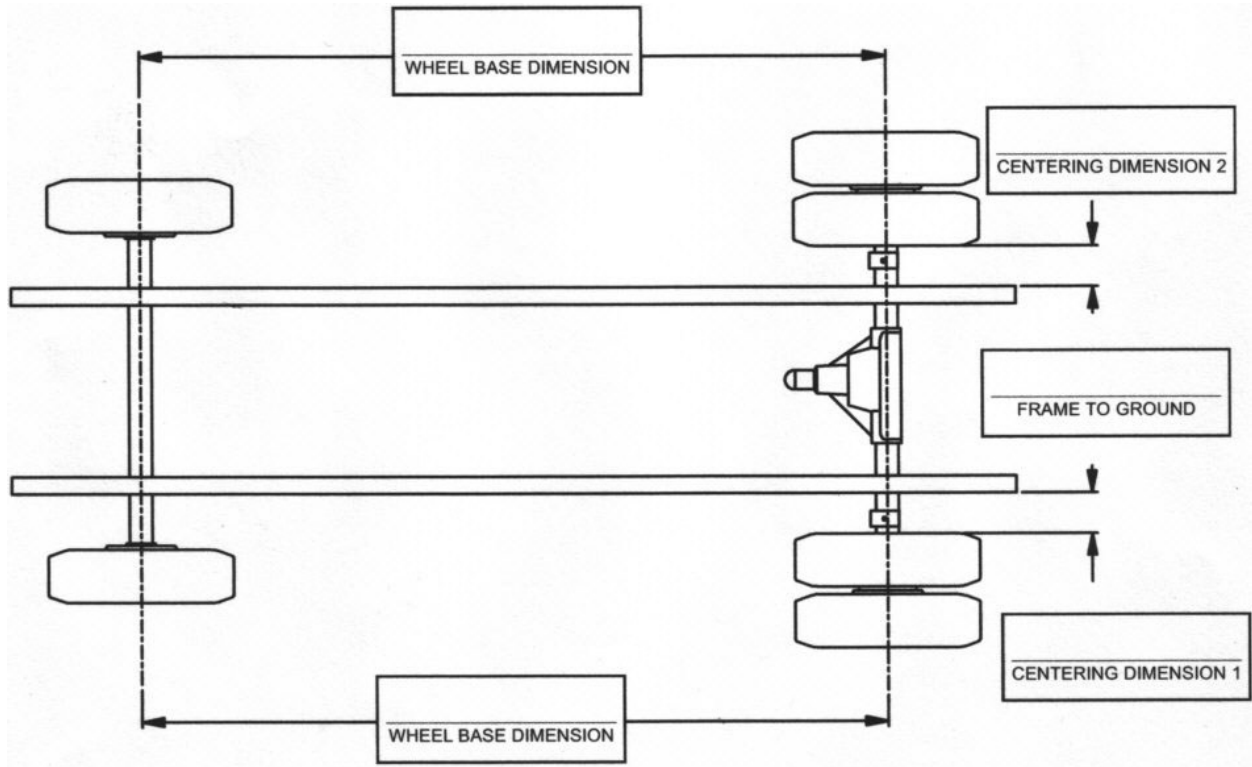 WHEEL BASE DIMENSION
CENTERING DIMENSION 2
FRAME TO GROUND
CENTERING DIMENSION 1
WHEEL BASE DIMENSION